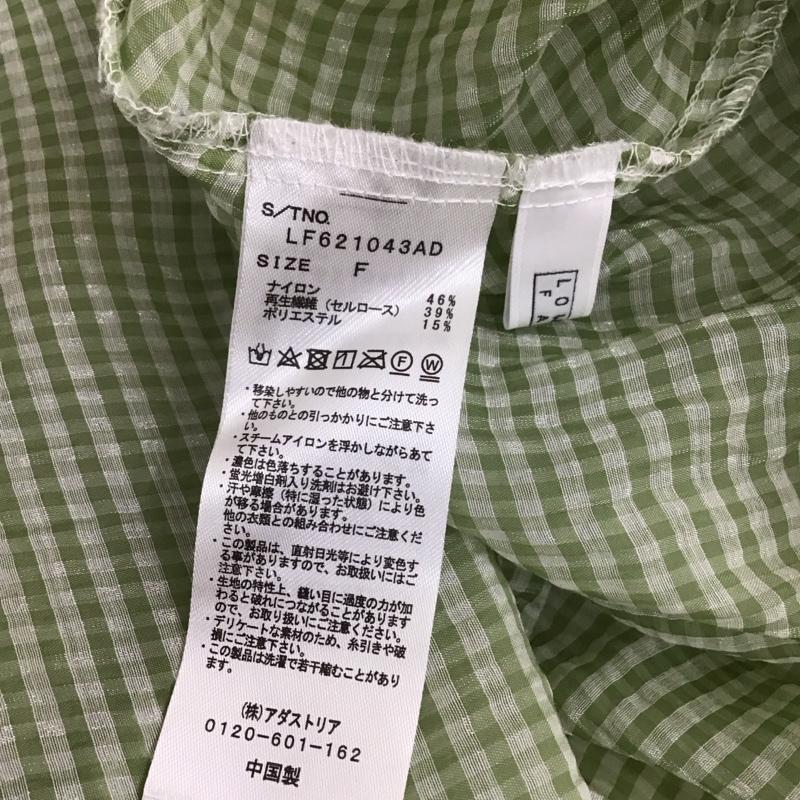 S/TNO.
LF621043AD
SIZE F
ナイロン 46%
再生繊維（セルロース） 39%
ポリエステル 15%
F W
・移染しやすいので他の物と分けて洗っ
て下さい。
・他のものとの引っかかりにご注意下さ
い。
・スチームアイロンを浮かしながらあて
て下さい。
・濃色は色落ちすることがあります。
・蛍光増白剤入り洗剤はお避け下さい。
・汗や摩擦（特に湿った状態）により色
が移る場合があります。
他の衣類との組み合わせにご注意くだ
さい。
・この製品は、直射日光等により変色す
る事がありますので、お取扱いにはご
注意下さい。
・生地の特性上、縫い目に過度の力が加
わると破れにつながることがあります
ので、お取り扱いにご注意ください。
・デリケートな素材のため、糸引きや破
損にご注意下さい。
・この製品は洗濯で若干縮むことがあり
ます。
(株)アダストリア
0120-601-162
中国製
LOW
FA